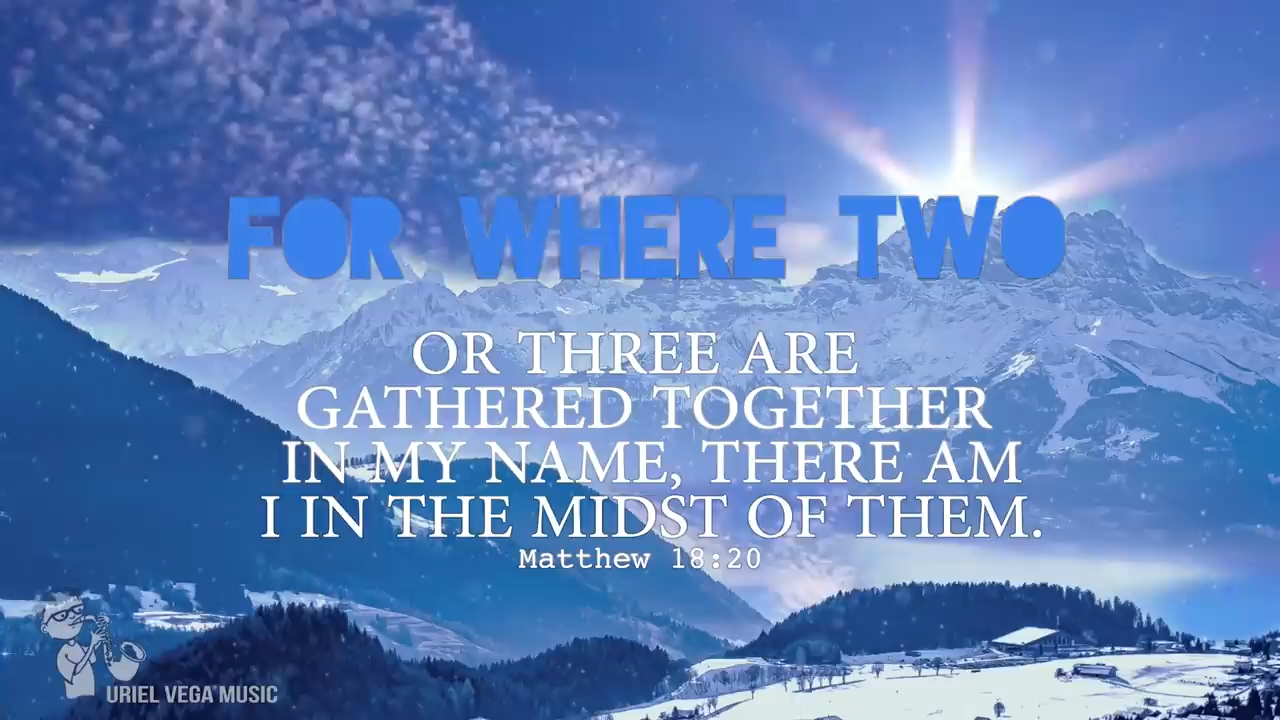 FOR WHERE TWO
OR THREE ARE
GATHERED TOGETHER
IN MY NAME, THERE AM
I IN THE MIDST OF THEM.
Matthew 18:20
URIEL VEGA MUSIC